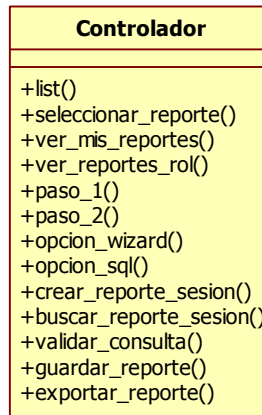 Controlador
+list()
+seleccionar_reporte()
+ver_mis_reportes()
+ver_reportes_rol()
+paso_1()
+paso_2()
+opcion_wizard()
+opcion_sql()
+crear_reporte_sesion()
+buscar_reporte_sesion()
+validar_consulta()
+guardar_reporte()
+exportar_reporte()